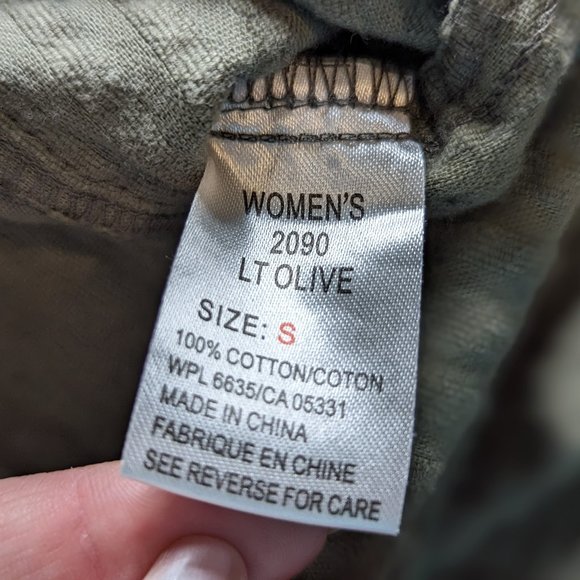 WOMEN'S
2090
LT OLIVE
SIZE: S
100% COTTON/COTON
WPL 6635/CA 05331
MADE IN CHINA
FABRIQUE EN CHINE
SEE REVERSE FOR CARE